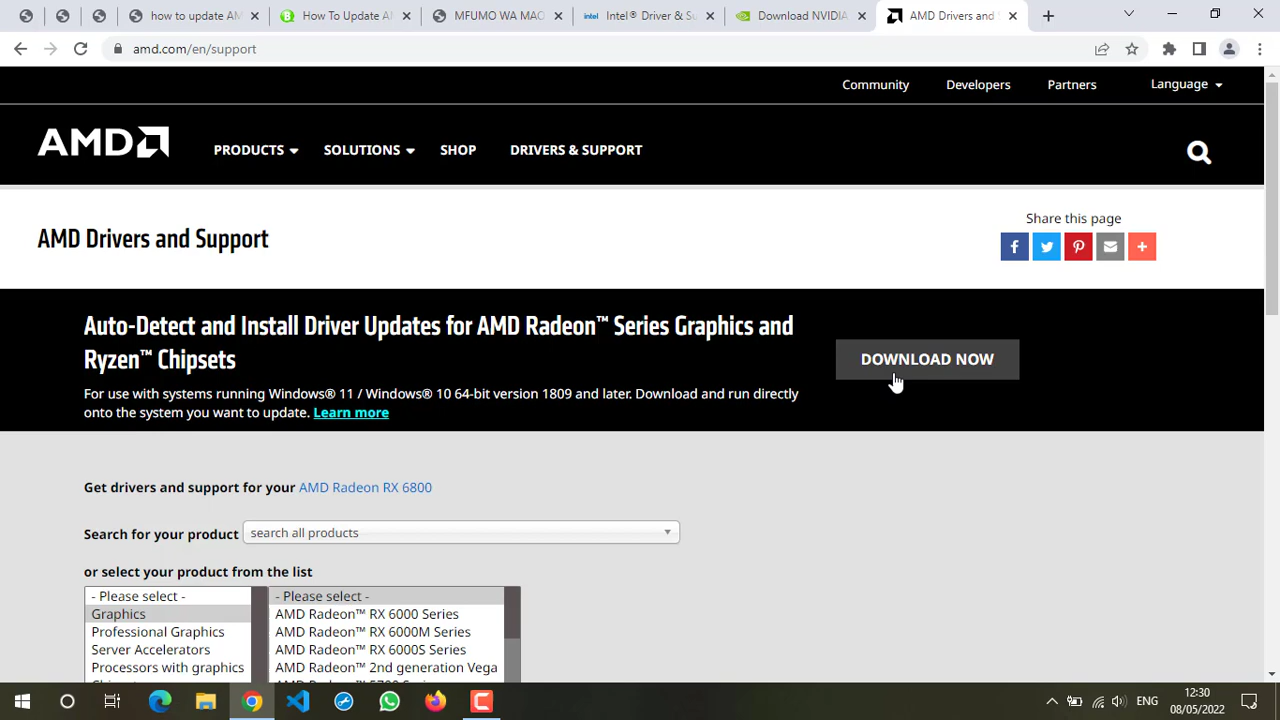 how to update AM
How To Update A
MFUMO WA MAC
Intel® Driver & Su
Download NVIDIA
AMD Drivers and
amd.com/en/support
Community
Developers
Partners
Language
AMD
PRODUCTS
SOLUTIONS
SHOP
DRIVERS & SUPPORT
AMD Drivers and Support
Share this page
Auto-Detect and Install Driver Updates for AMD Radeon™ Series Graphics and
Ryzen™ Chipsets
DOWNLOAD NOW
For use with systems running Windows® 11 / Windows® 10 64-bit version 1809 and later. Download and run directly
onto the system you want to update. Learn more
Get drivers and support for your AMD Radeon RX 6800
Search for your product
search all products
or select your product from the list
- Please select -
Graphics
Professional Graphics
Server Accelerators
Processors with graphics
- Please select -
AMD Radeon™ RX 6000 Series
AMD Radeon™ RX 6000M Series
AMD Radeon™ RX 6000S Series
AMD Radeon™ 2nd generation Vega
ENG
12:30
08/05/2022